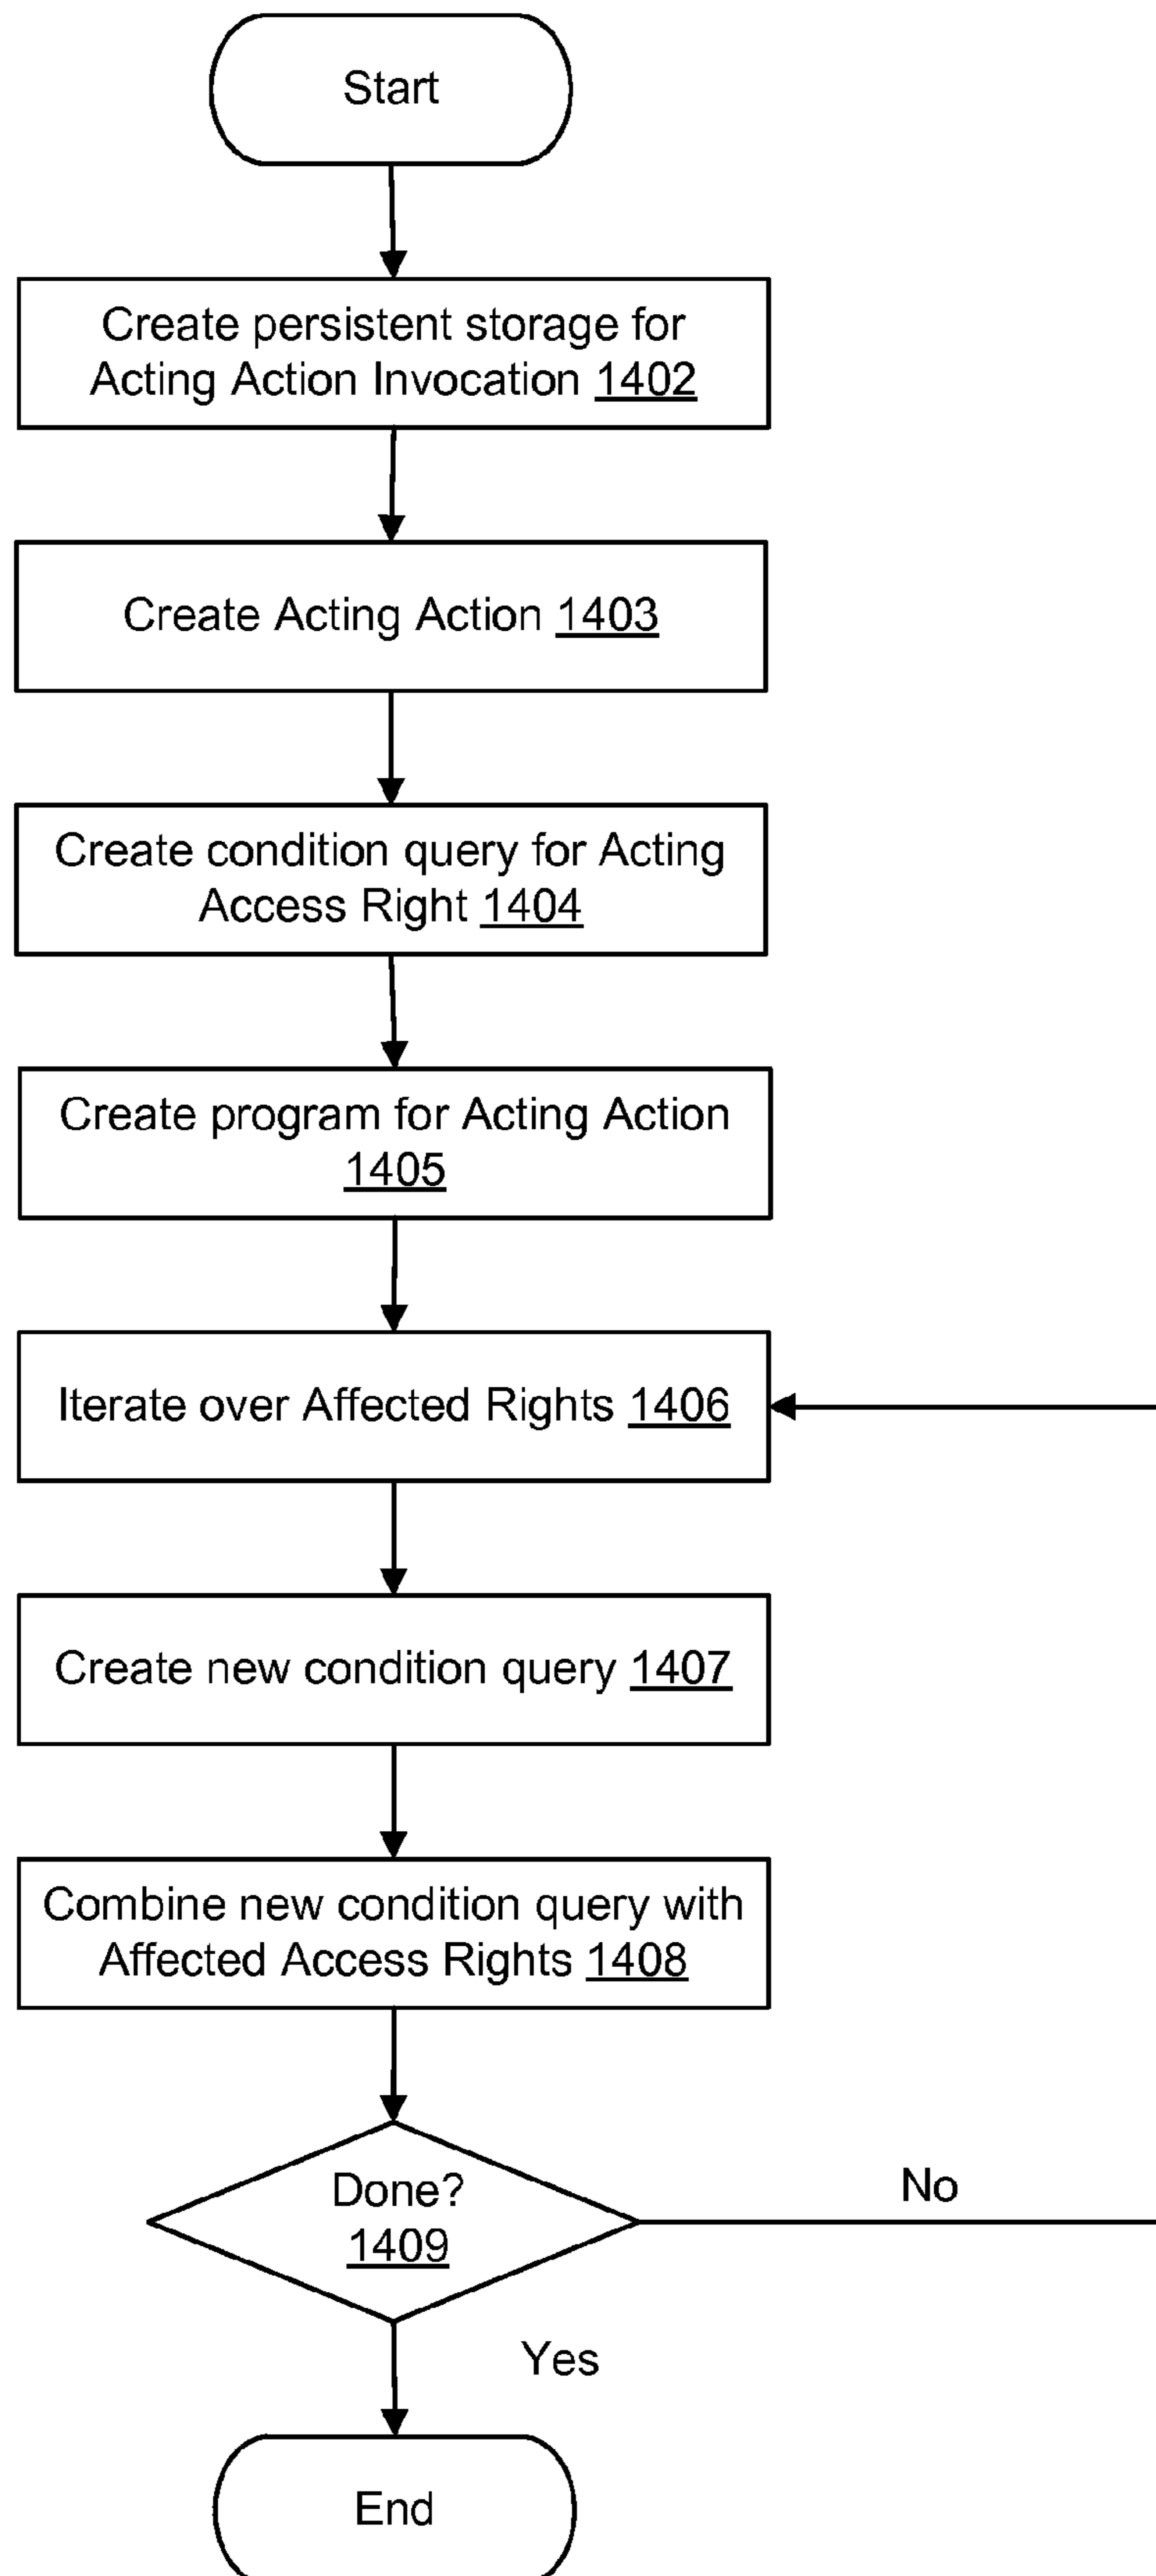 Start
Create persistent storage for
Acting Action Invocation 1402
Create Acting Action 1403
Create condition query for Acting
Access Right 1404
Create program for Acting Action
1405
Iterate over Affected Rights 1406
Create new condition query 1407
Combine new condition query with
Affected Access Rights 1408
Done?
1409
No
Yes
End